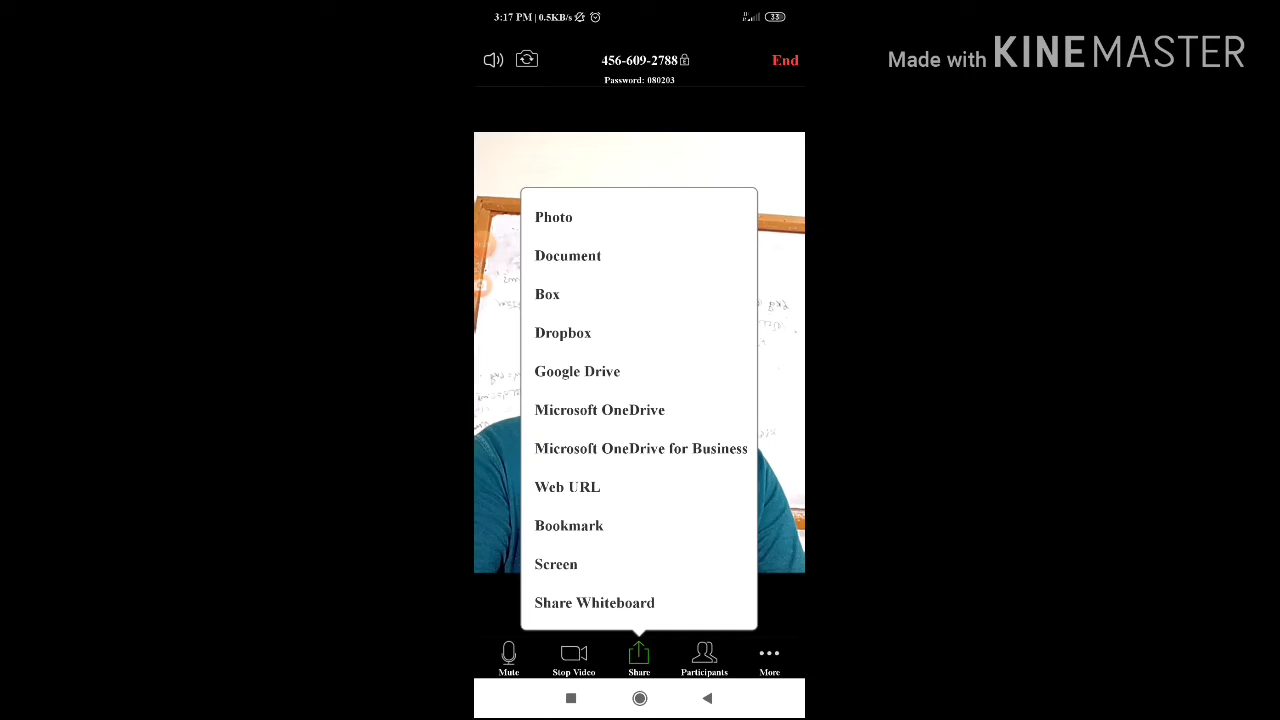 3:17 PM | 0.5KB/s
33
Made with KINEMASTER
456-609-2788
End
Password: 080203
Photo
Document
Box
Dropbox
Google Drive
Microsoft OneDrive
Microsoft OneDrive for Business
Web URL
Bookmark
Screen
Share Whiteboard
Mute
Stop Video
Share
Participants
More